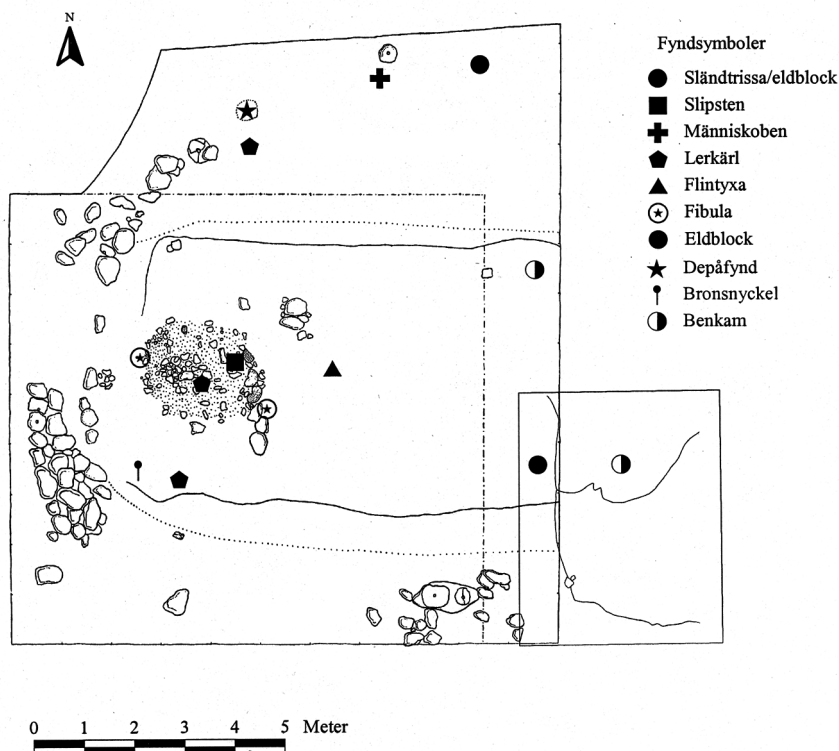 N
Fyndsymboler
Sländtrissa/eldblock
Slipsten
Människoben
Lerkärl
Flintyxa
Fibula
Eldblock
Depåfynd
Bronsnyckel
Benkam
0 1 2 3 4 5 Meter